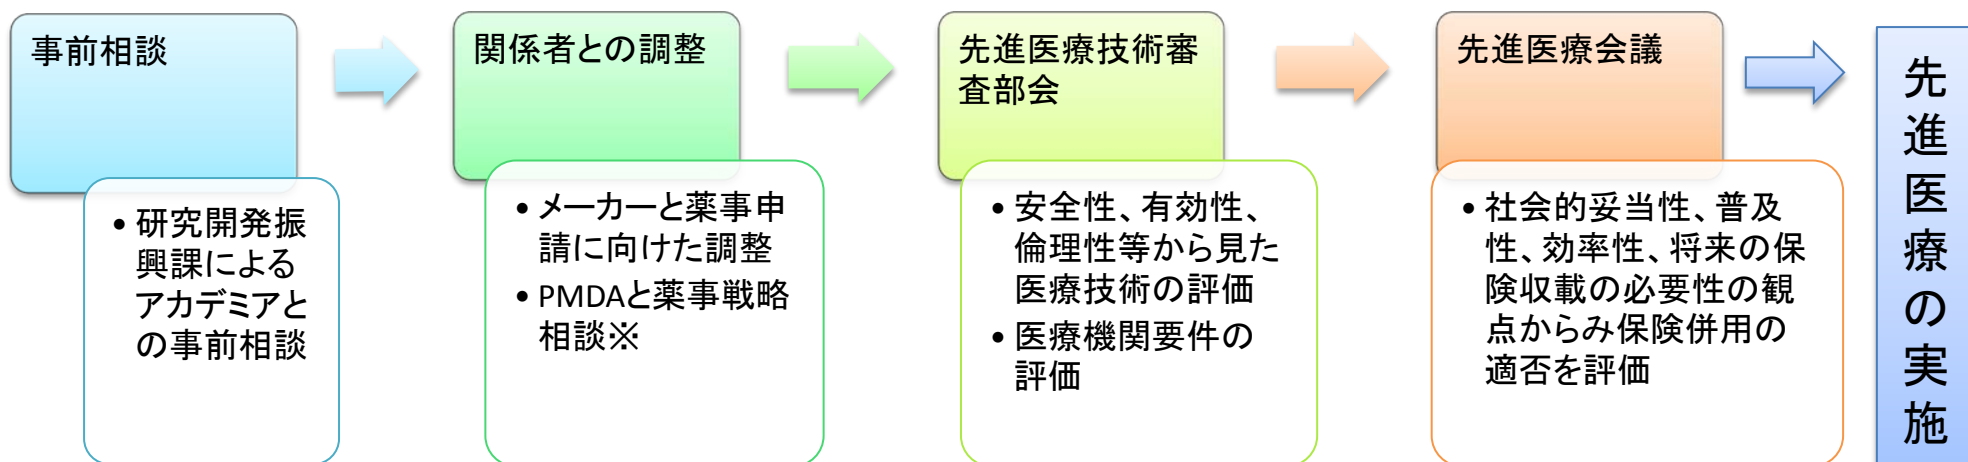 事前相談
• 研究開発振
興課による
アカデミアと
の事前相談
関係者との調整
• メーカーと薬事申
請に向けた調整
• PMDAと薬事戦略
相談※
先進医療技術審
査部会
• 安全性、有効性、
倫理性等から見た
医療技術の評価
• 医療機関要件の
評価
先進医療会議
• 社会的妥当性、普及
性、効率性、将来の保
険収載の必要性の観
点からみ保険併用の
適否を評価
先進医療の実施